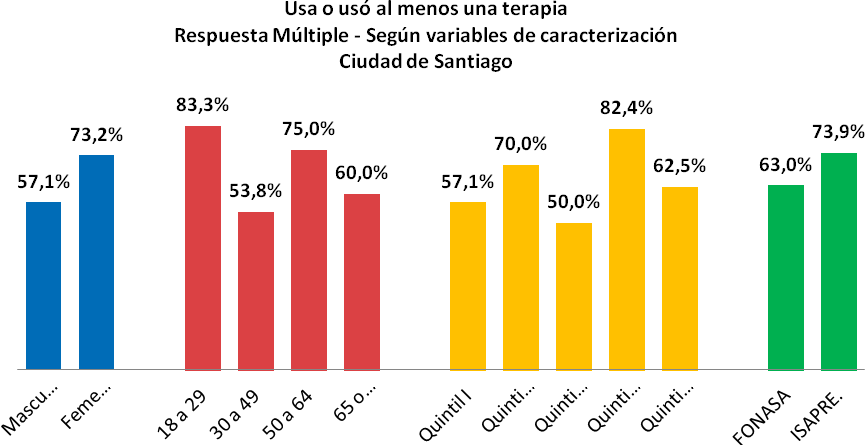 Usa o usó al menos una terapia
Respuesta Múltiple - Según variables de caracterización
Ciudad de Santiago
57,1%
73,2%
83,3%
53,8%
75,0%
60,0%
57,1%
70,0%
50,0%
82,4%
62,5%
63,0%
73,9%
Mascu...
Feme...
18 a 29
30 a 49
50 a 64
65 o...
Quintil I
Quinti...
Quinti...
Quinti...
Quinti...
FONASA
ISAPRE.